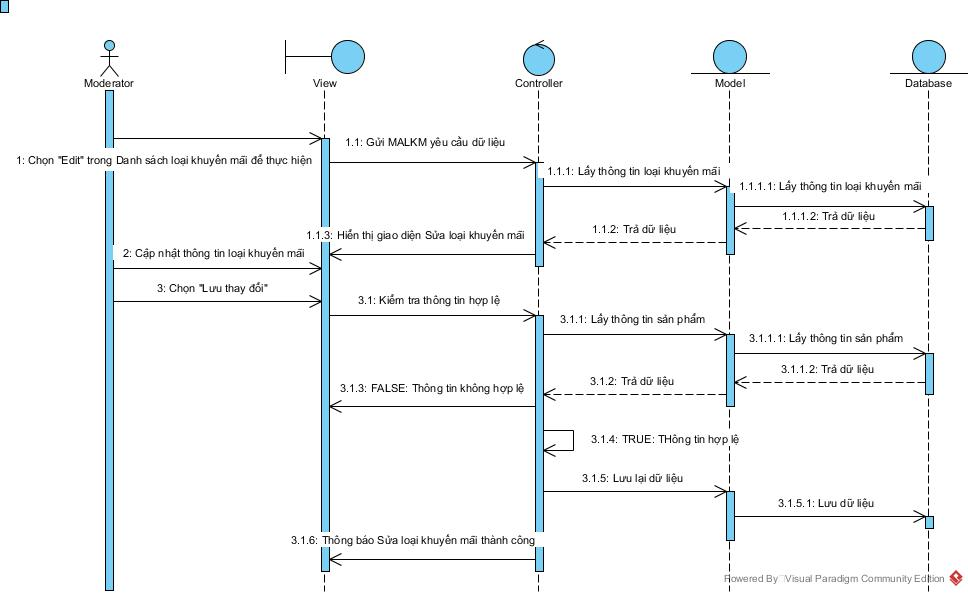 Moderator
View
Controller
Model
Database
1: Chọn "Edit" trong Danh sách loại khuyến mãi để thực hiện
1.1: Gửi MALKM yêu cầu dữ liệu
1.1.1: Lấy thông tin loại khuyến mãi
1.1.1.1: Lấy thông tin loại khuyến mãi
1.1.1.2: Trả dữ liệu
1.1.2: Trả dữ liệu
1.1.3: Hiển thị giao diện Sửa loại khuyến mãi
2: Cập nhật thông tin loại khuyến mãi
3: Chọn "Lưu thay đổi"
3.1: Kiểm tra thông tin hợp lệ
3.1.1: Lấy thông tin sản phẩm
3.1.1.1: Lấy thông tin sản phẩm
3.1.1.2: Trả dữ liệu
3.1.2: Trả dữ liệu
3.1.3: FALSE: Thông tin không hợp lệ
3.1.4: TRUE: THông tin hợp lệ
3.1.5: Lưu lại dữ liệu
3.1.5.1: Lưu dữ liệu
3.1.6: Thông báo Sửa loại khuyến mãi thành công
Powered By Visual Paradigm Community Edition